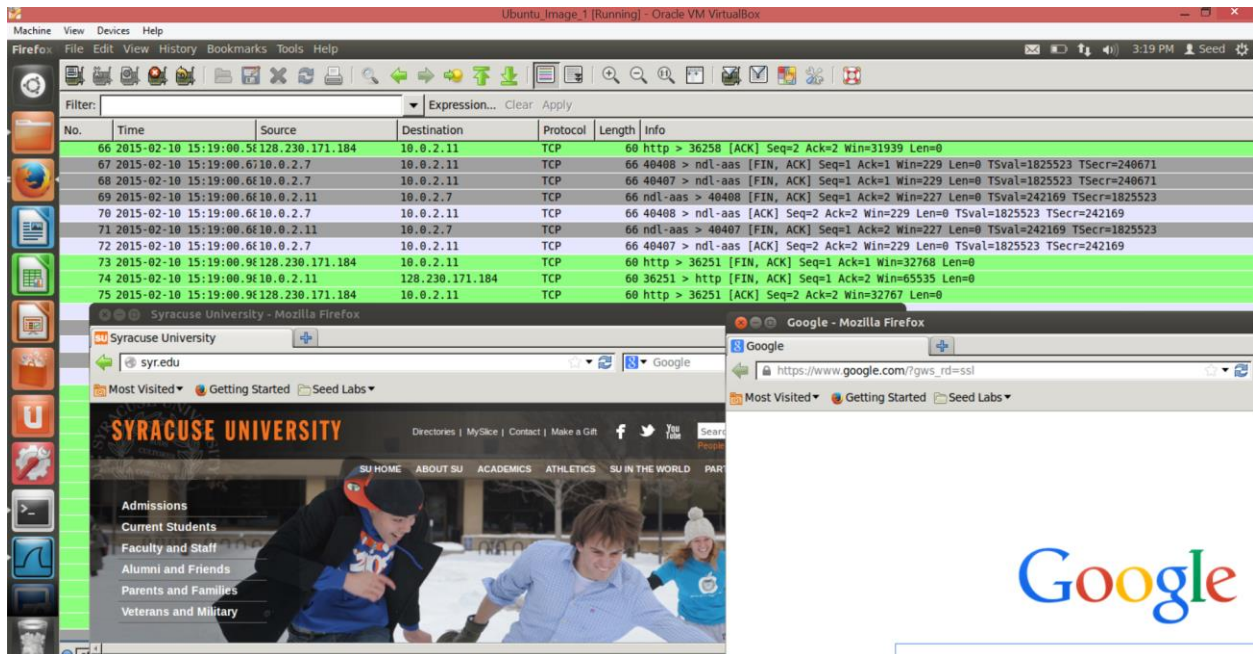 Ubuntu_Image_1 [Running] - Oracle VM VirtualBox
Machine View Devices Help
Firefox File Edit View History Bookmarks Tools Help 3:19 PM Seed
Filter: Expression... Clear Apply
No. Time Source Destination Protocol Length Info
66 2015-02-10 15:19:00.58 128.230.171.184 10.0.2.11 TCP 60 http > 36258 [ACK] Seq=2 Ack=2 Win=31939 Len=0
67 2015-02-10 15:19:00.67 10.0.2.7 10.0.2.11 TCP 66 40408 > ndl-aas [FIN, ACK] Seq=1 Ack=1 Win=229 Len=0 TSval=1825523 TSecr=240671
68 2015-02-10 15:19:00.68 10.0.2.7 10.0.2.11 TCP 66 40407 > ndl-aas [FIN, ACK] Seq=1 Ack=1 Win=229 Len=0 TSval=1825523 TSecr=240671
69 2015-02-10 15:19:00.68 10.0.2.11 10.0.2.7 TCP 66 ndl-aas > 40408 [FIN, ACK] Seq=1 Ack=2 Win=227 Len=0 TSval=242169 TSecr=1825523
70 2015-02-10 15:19:00.68 10.0.2.7 10.0.2.11 TCP 66 40408 > ndl-aas [ACK] Seq=2 Ack=2 Win=229 Len=0 TSval=1825523 TSecr=242169
71 2015-02-10 15:19:00.68 10.0.2.11 10.0.2.7 TCP 66 ndl-aas > 40407 [FIN, ACK] Seq=1 Ack=2 Win=227 Len=0 TSval=242169 TSecr=1825523
72 2015-02-10 15:19:00.68 10.0.2.7 10.0.2.11 TCP 66 40407 > ndl-aas [ACK] Seq=2 Ack=2 Win=229 Len=0 TSval=1825523 TSecr=242169
73 2015-02-10 15:19:00.98 128.230.171.184 10.0.2.11 TCP 60 http > 36251 [FIN, ACK] Seq=1 Ack=1 Win=32768 Len=0
74 2015-02-10 15:19:00.98 10.0.2.11 128.230.171.184 TCP 60 36251 > http [FIN, ACK] Seq=1 Ack=2 Win=65535 Len=0
75 2015-02-10 15:19:00.98 128.230.171.184 10.0.2.11 TCP 60 http > 36251 [ACK] Seq=2 Ack=2 Win=32767 Len=0
Syracuse University - Mozilla Firefox
SU Syracuse University
syr.edu Google
Most Visited Getting Started Seed Labs
SYRACUSE UNIVERSITY
Directories | MySlice | Contact | Make a Gift You Tube Searc
People
SU HOME ABOUT SU ACADEMICS ATHLETICS SU IN THE WORLD PAR
Admissions
Current Students
Faculty and Staff
Alumni and Friends
Parents and Families
Veterans and Military
Google - Mozilla Firefox
Google
https://www.google.com/?gws_rd=ssl
Most Visited Getting Started Seed Labs
Google